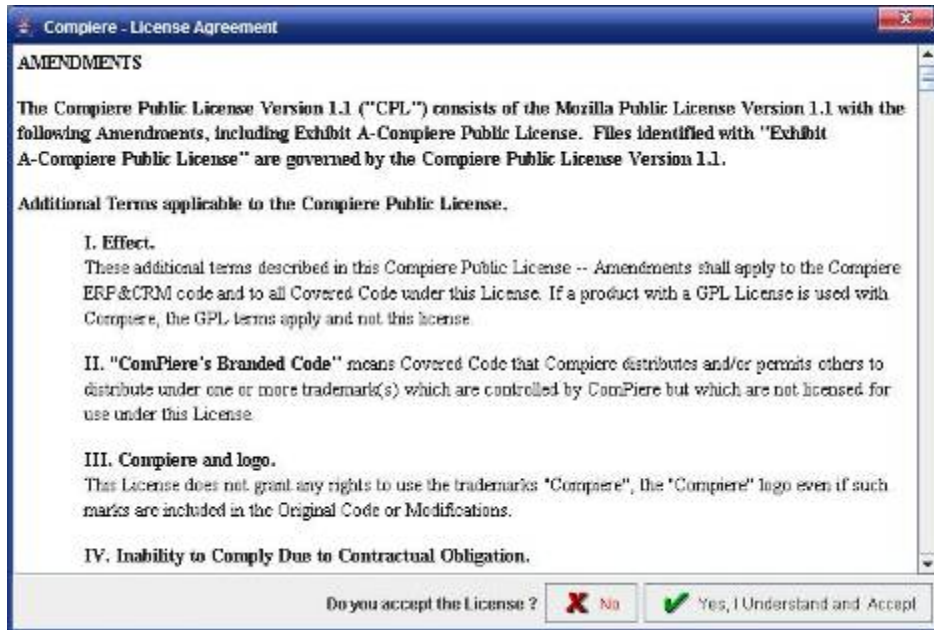 Compiere - License Agreement
AMENDMENTS
The Compiere Public License Version 1.1 ("CPL") consists of the Mozilla Public License Version 1.1 with the
following Amendments, including Exhibit A-Compiere Public License. Files identified with "Exhibit
A-Compiere Public License" are governed by the Compiere Public License Version 1.1.
Additional Terms applicable to the Compiere Public License.
I. Effect.
These additional terms described in this Compiere Public License -- Amendments shall apply to the Compiere
ERP&CRM code and to all Covered Code under this License. If a product with a GPL License is used with
Compiere, the GPL terms apply and not this license.
II. "ComPiere's Branded Code" means Covered Code that Compiere distributes and/or permits others to
distribute under one or more trademark(s) which are controlled by ComPiere but which are not licensed for
use under this License.
III. Compiere and logo.
This License does not grant any rights to use the trademarks "Compiere", the "Compiere" logo even if such
marks are included in the Original Code or Modifications.
IV. Inability to Comply Due to Contractual Obligation.
Do you accept the License ?
No
Yes, I Understand and Accept